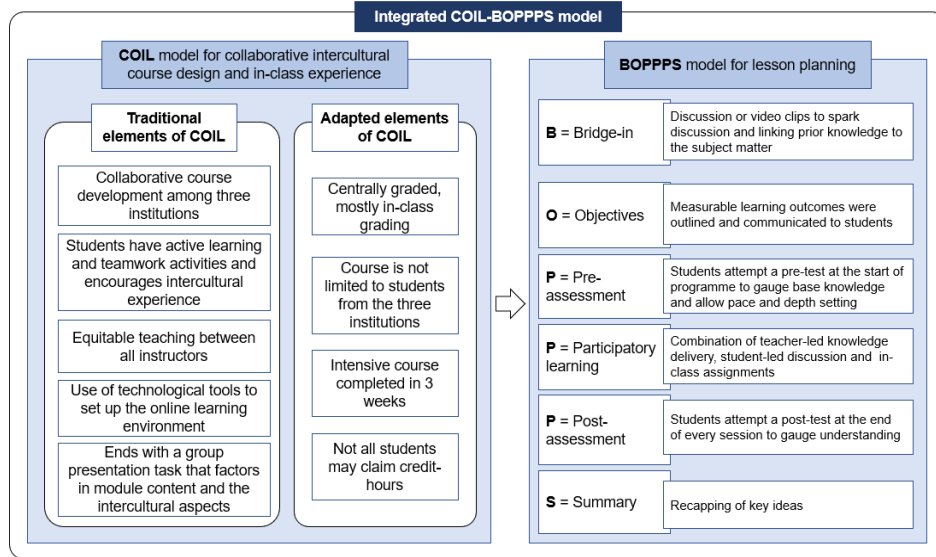 Integrated COIL-BOPPPS model
COIL model for collaborative intercultural
course design and in-class experience
Traditional
elements of COIL
Collaborative course
development among three
institutions
Students have active learning
and teamwork activities and
encourages intercultural
experience
Equitable teaching between
all instructors
Use of technological tools to
set up the online learning
environment
Ends with a group
presentation task that factors
in module content and the
intercultural aspects
Adapted elements
of COIL
Centrally graded,
mostly in-class
grading
Course is not
limited to students
from the three
institutions
Intensive course
completed in 3
weeks
Not all students
may claim credit-
hours
BOPPPS model for lesson planning
B = Bridge-in
Discussion or video clips to spark
discussion and linking prior knowledge to
the subject matter
O = Objectives
Measurable learning outcomes were
outlined and communicated to students
P = Pre-
assessment
Students attempt a pre-test at the start of
programme to gauge base knowledge
and allow pace and depth setting
P = Participatory
learning
Combination of teacher-led knowledge
delivery, student-led discussion and in-
class assignments
P = Post-
assessment
Students attempt a post-test at the end
of every session to gauge understanding
S = Summary
Recapping of key ideas